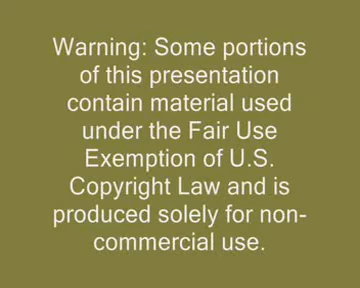 Warning: Some portions
of this presentation
contain material used
under the Fair Use
Exemption of U.S.
Copyright Law and is
produced solely for non-
commercial use.